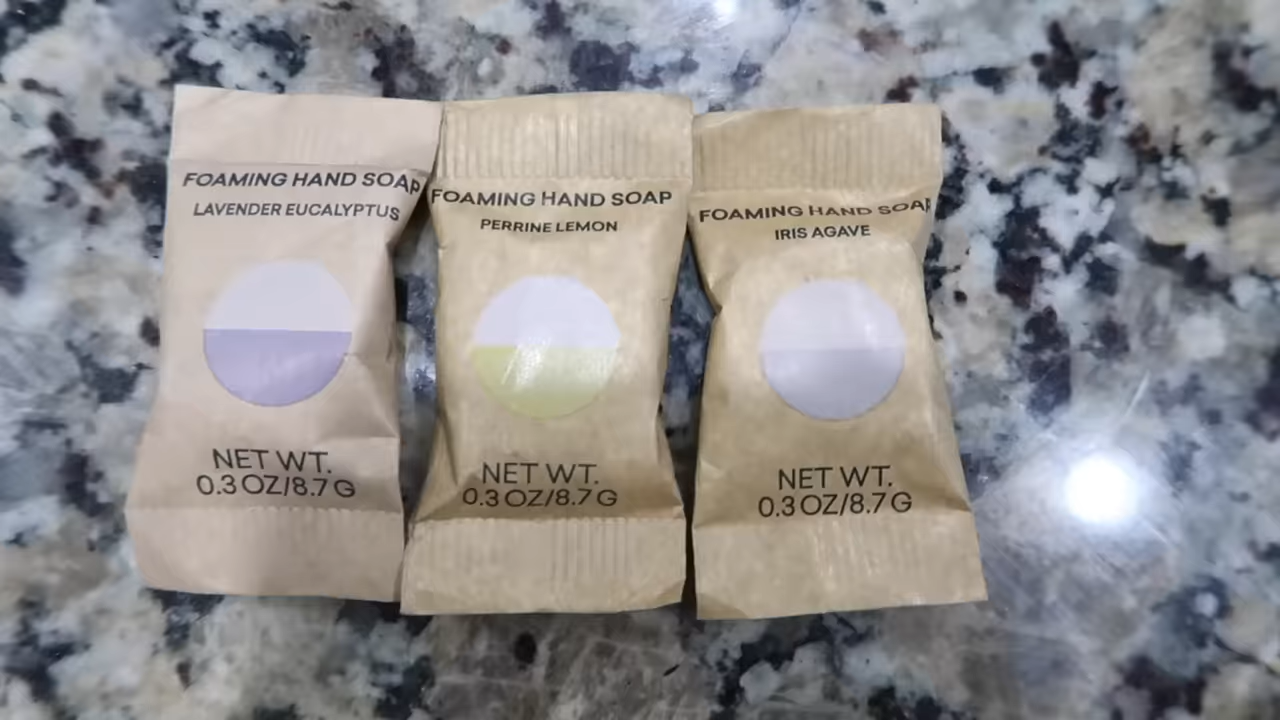 FOAMING HAND SOAP
LAVENDER EUCALYPTUS
NET WT.
0.3 OZ/8.7 G
FOAMING HAND SOAP
PERRINE LEMON
NET WT.
0.3 OZ/8.7 G
FOAMING HAND SOAP
IRIS AGAVE
NET WT.
0.3 OZ/8.7 G